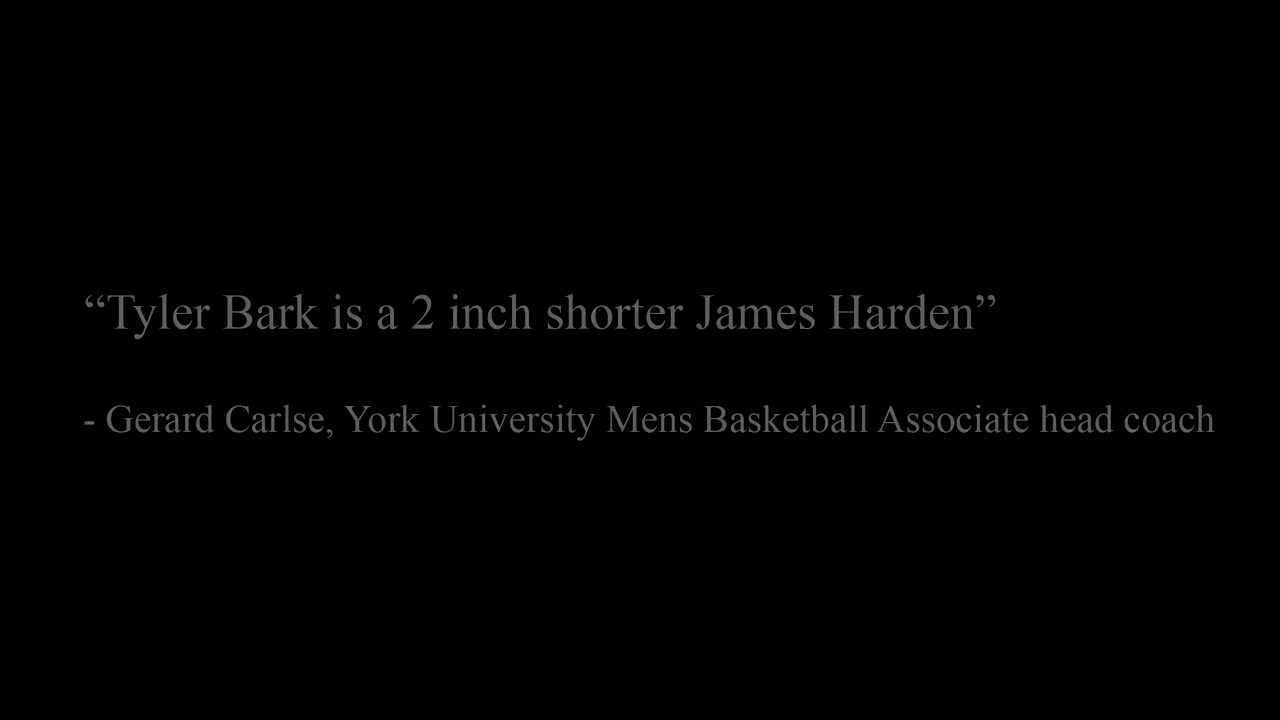 “Tyler Bark is a 2 inch shorter James Harden”
- Gerard Carlse, York University Mens Basketball Associate head coach